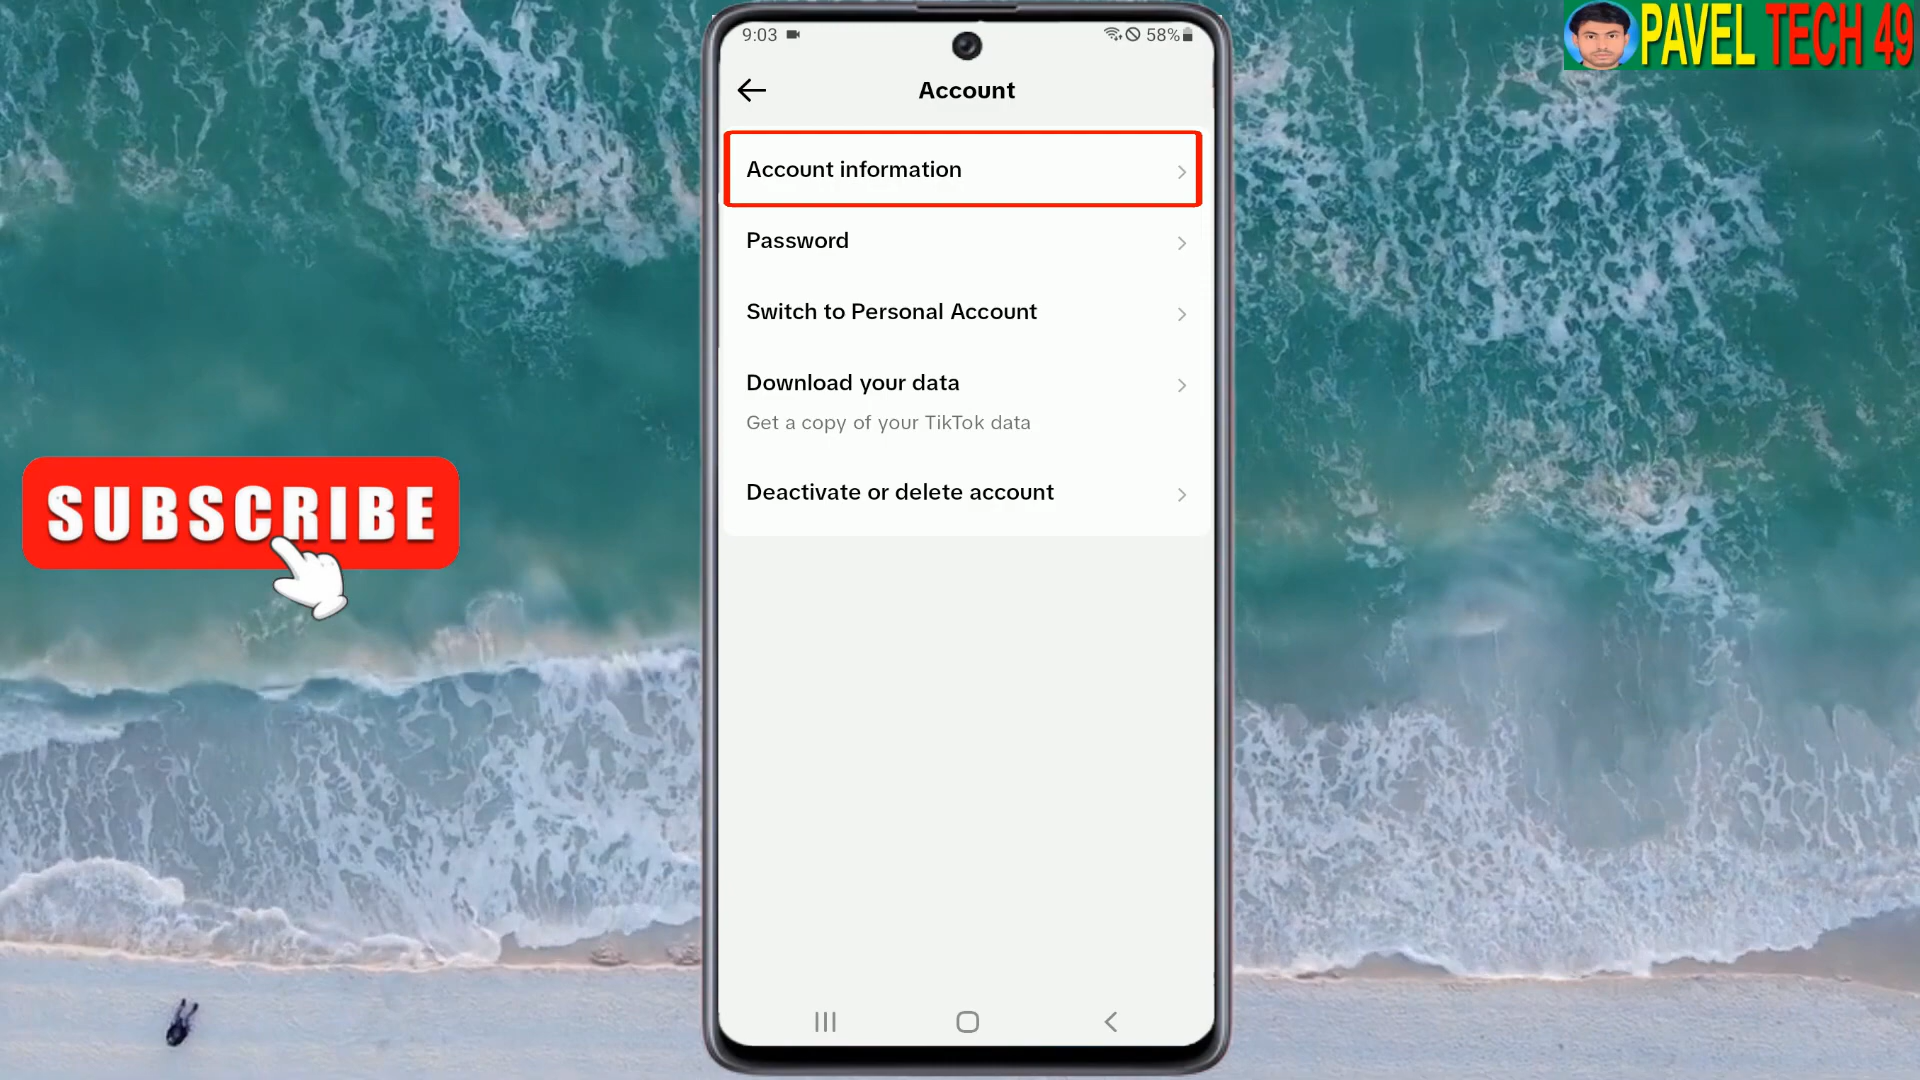 PAVEL TECH 49
9:03
58%
Account
Account information
Password
Switch to Personal Account
Download your data
Get a copy of your TikTok data
Deactivate or delete account
SUBSCRIBE